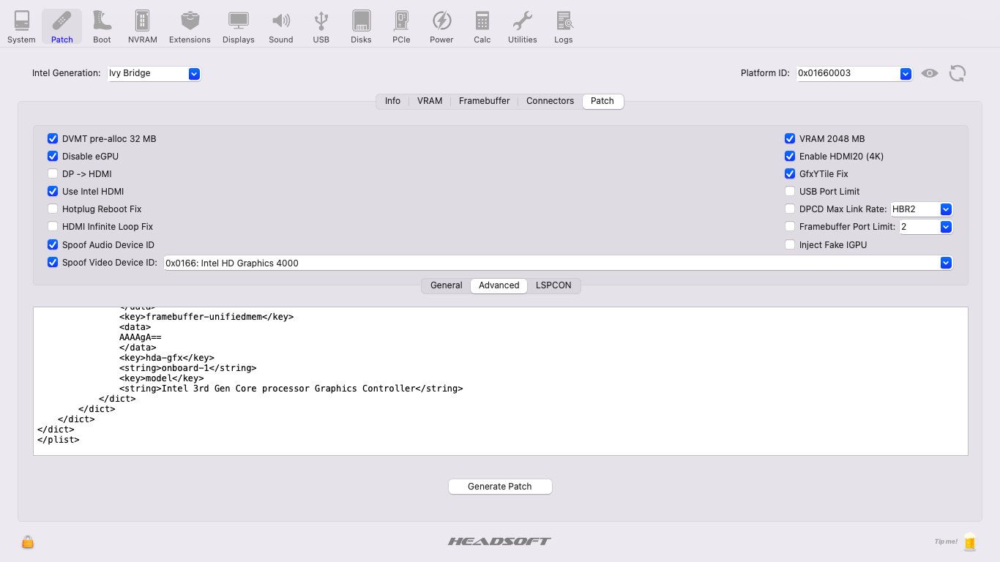 System Patch Boot NVRAM Extensions Displays Sound USB Disks PCIe Power Calc Utilities Logs
Intel Generation: Ivy Bridge Platform ID: 0x01660003
Info VRAM Framebuffer Connectors Patch
DVMT pre-alloc 32 MB VRAM 2048 MB
Disable eGPU Enable HDMI20 (4K)
DP -> HDMI GfxYTile Fix
Use Intel HDMI USB Port Limit
Hotplug Reboot Fix DPCD Max Link Rate: HBR2
HDMI Infinite Loop Fix Framebuffer Port Limit: 2
Spoof Audio Device ID Inject Fake IGPU
Spoof Video Device ID: 0x0166: Intel HD Graphics 4000
General Advanced LSPCON
</data>
<key>framebuffer-unifiedmem</key>
<data>
AAAAgA==
</data>
<key>hda-gfx</key>
<string>onboard-1</string>
<key>model</key>
<string>Intel 3rd Gen Core processor Graphics Controller</string>
</dict>
</dict>
</dict>
</dict>
</plist>
Generate Patch
HEADSOFT Tip me!